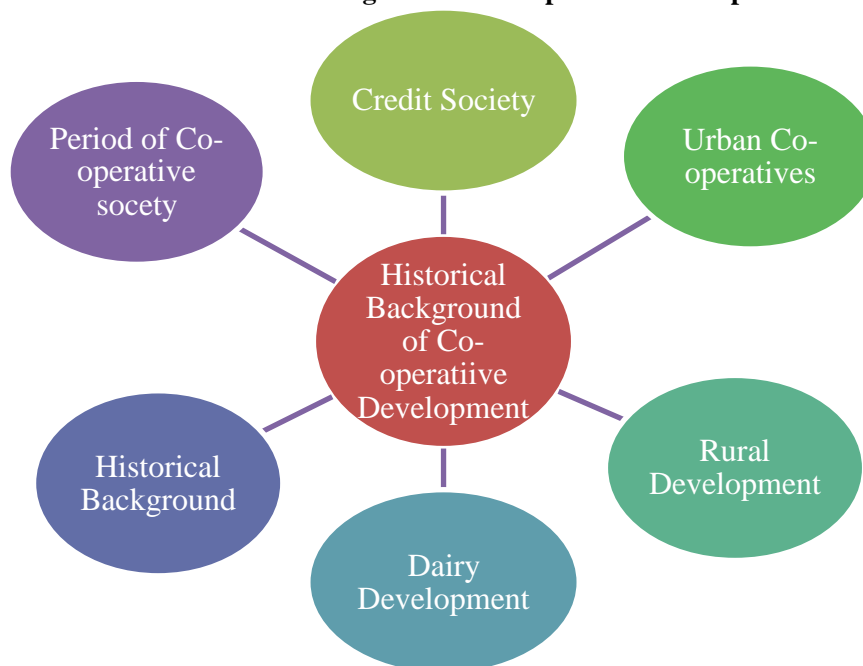 Credit Society
Urban Co-
operatives
Rural
Development
Dairy
Development
Historical
Background
Period of Co-
operative
socety
Historical
Background
of Co-
operatiive
Development